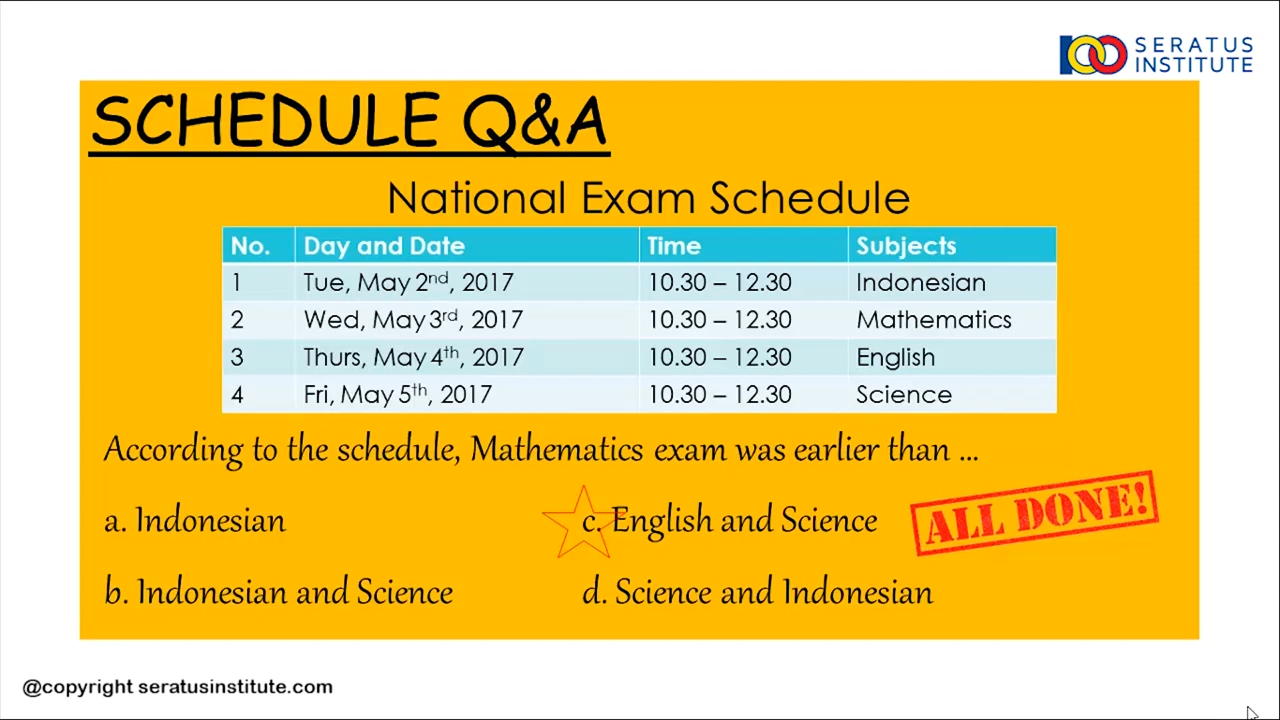 SERATUS
INSTITUTE
SCHEDULE Q&A
National Exam Schedule
No. Day and Date Time Subjects
1 Tue, May 2nd, 2017 10.30 – 12.30 Indonesian
2 Wed, May 3rd, 2017 10.30 – 12.30 Mathematics
3 Thurs, May 4th, 2017 10.30 – 12.30 English
4 Fri, May 5th, 2017 10.30 – 12.30 Science
According to the schedule, Mathematics exam was earlier than ...
a. Indonesian c. English and Science
ALL DONE!
b. Indonesian and Science d. Science and Indonesian
@copyright seratusinstitute.com